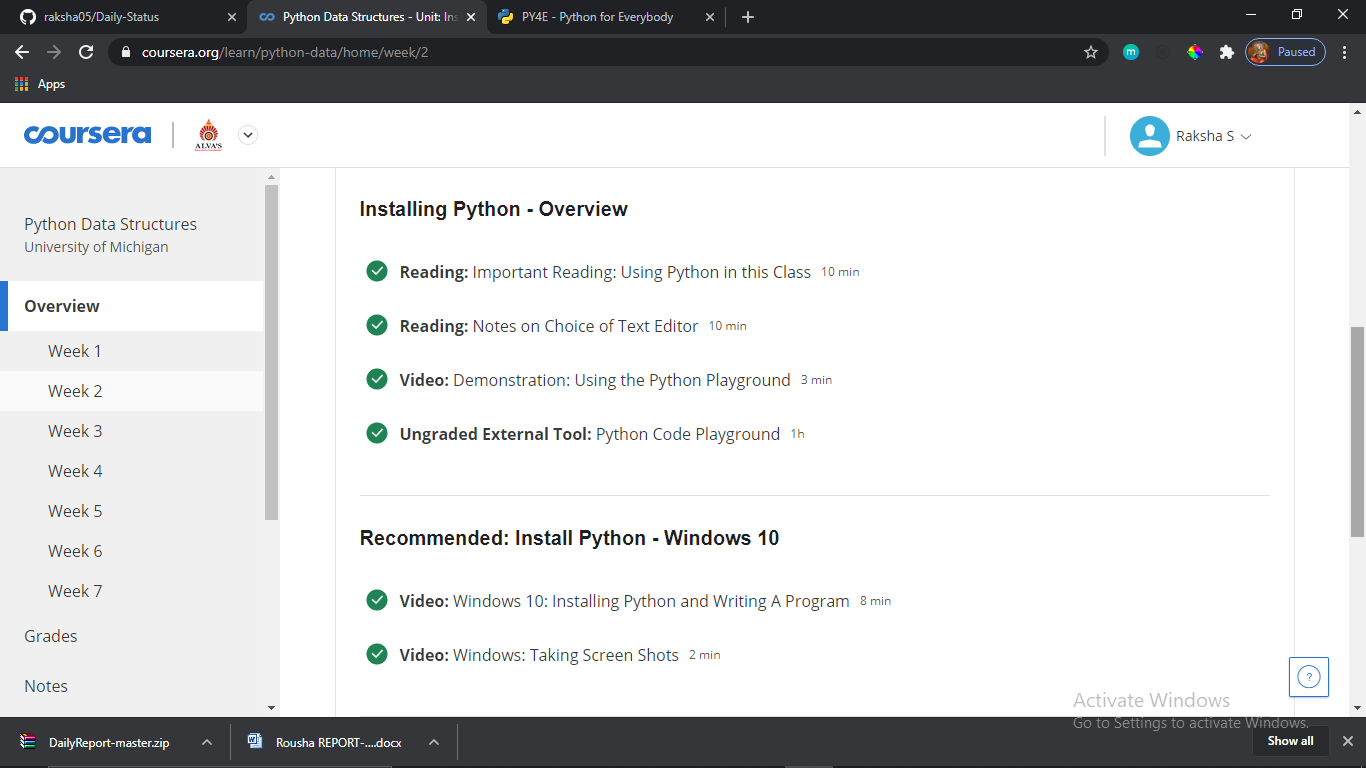 raksha05/Daily-Status
Python Data Structures - Unit: Ins
PY4E - Python for Everybody
coursera.org/learn/python-data/home/week/2
m
Paused
Apps
coursera
ALVA'S
Raksha S
Python Data Structures
University of Michigan
Overview
Week 1
Week 2
Week 3
Week 4
Week 5
Week 6
Week 7
Grades
Notes
Installing Python - Overview
Reading: Important Reading: Using Python in this Class 10 min
Reading: Notes on Choice of Text Editor 10 min
Video: Demonstration: Using the Python Playground 3 min
Ungraded External Tool: Python Code Playground 1h
Recommended: Install Python - Windows 10
Video: Windows 10: Installing Python and Writing A Program 8 min
Video: Windows: Taking Screen Shots 2 min
?
Activate Windows
Go to Settings to activate Windows.
DailyReport-master.zip
Rousha REPORT-....docx
Show all